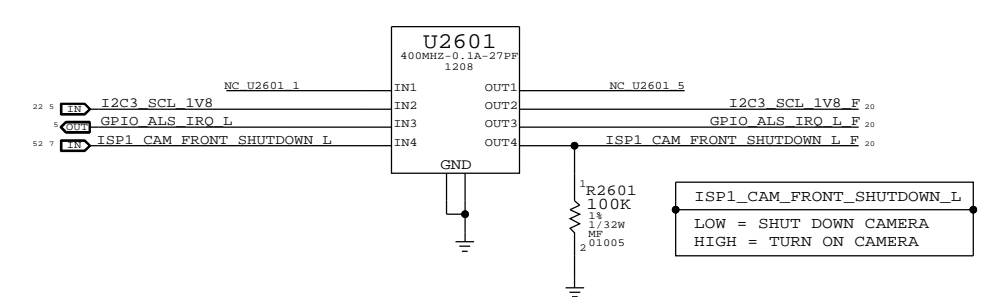 U2601
400MHZ-0.1A-27PF
1208
NC_U2601_1
IN1
OUT1
NC_U2601_5
22 5
IN
I2C3_SCL_1V8
IN2
OUT2
I2C3_SCL_1V8_F
20
5
OUT
GPIO_ALS_IRQ_L
IN3
OUT3
GPIO_ALS_IRQ_L_F
20
52 7
IN
ISP1_CAM_FRONT_SHUTDOWN_L
IN4
OUT4
ISP1_CAM_FRONT_SHUTDOWN_L_F
20
GND
1
R2601
100K
1%
1/32W
MF
01005
2
ISP1_CAM_FRONT_SHUTDOWN_L
LOW = SHUT DOWN CAMERA
HIGH = TURN ON CAMERA